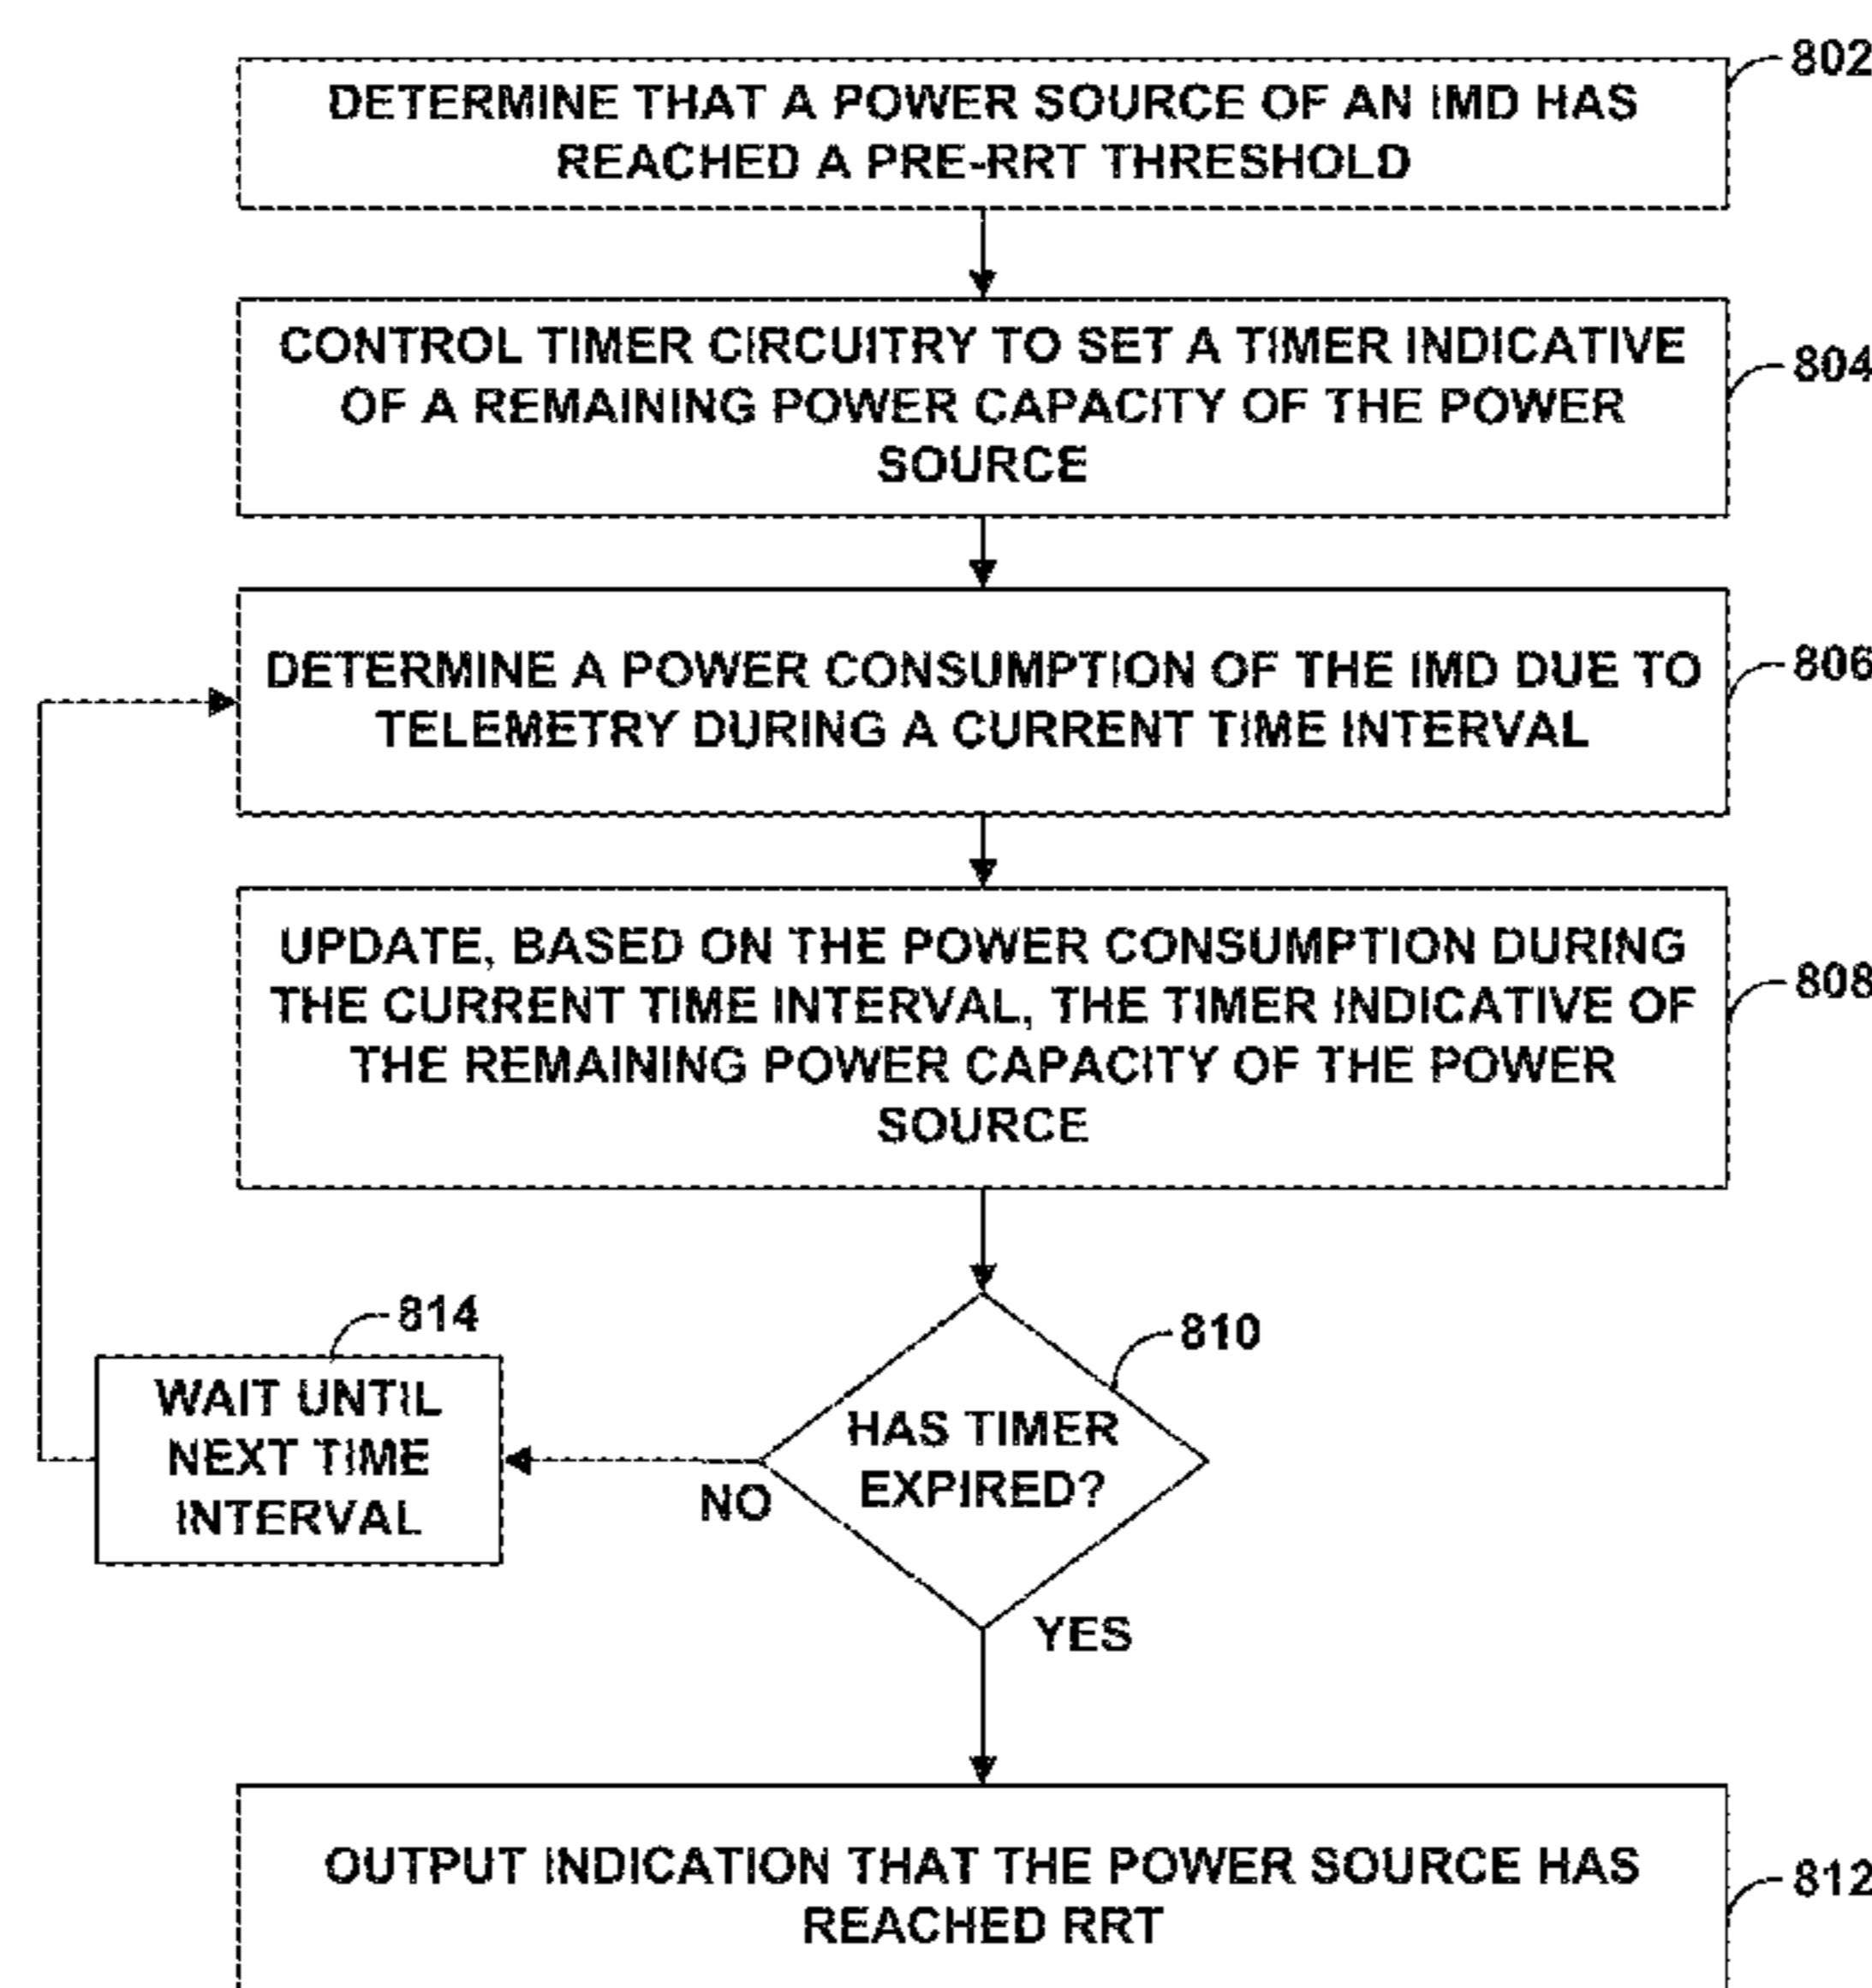 802
DETERMINE THAT A POWER SOURCE OF AN IMD HAS
REACHED A PRE-RRT THRESHOLD
804
CONTROL TIMER CIRCUITRY TO SET A TIMER INDICATIVE
OF A REMAINING POWER CAPACITY OF THE POWER
SOURCE
806
DETERMINE A POWER CONSUMPTION OF THE IMD DUE TO
TELEMETRY DURING A CURRENT TIME INTERVAL
808
UPDATE, BASED ON THE POWER CONSUMPTION DURING
THE CURRENT TIME INTERVAL, THE TIMER INDICATIVE OF
THE REMAINING POWER CAPACITY OF THE POWER
SOURCE
810
HAS TIMER
EXPIRED?
NO
814
WAIT UNTIL
NEXT TIME
INTERVAL
YES
812
OUTPUT INDICATION THAT THE POWER SOURCE HAS
REACHED RRT